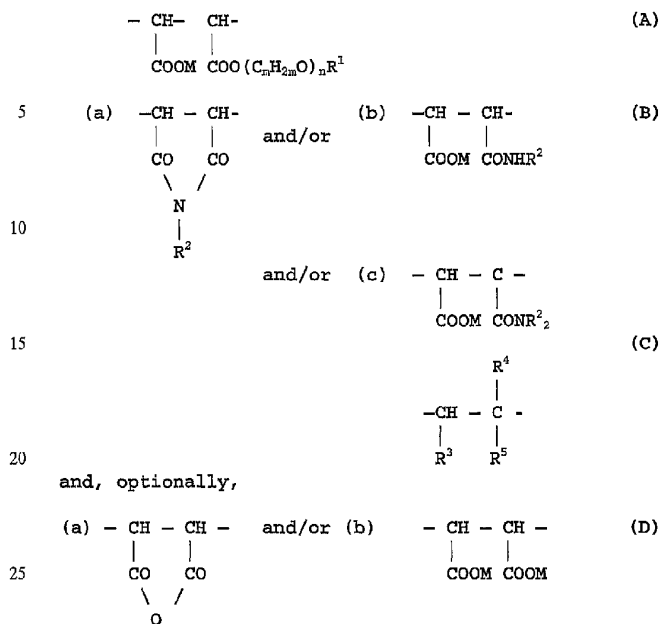 —CH— CH— (A)
COOM COO(CmH2mO)nR¹
5 (a) —CH — CH— (b) —CH — CH— (B)
and/or
CO CO COOM CONHR²
N
10
R²
and/or (c) — CH — C —
COOM CONR²₂
15 (C)
R⁴
—CH — C —
R³ R⁵
20
and, optionally,
(a) — CH — CH — and/or (b) — CH — CH — (D)
25 CO CO COOM COOM
O